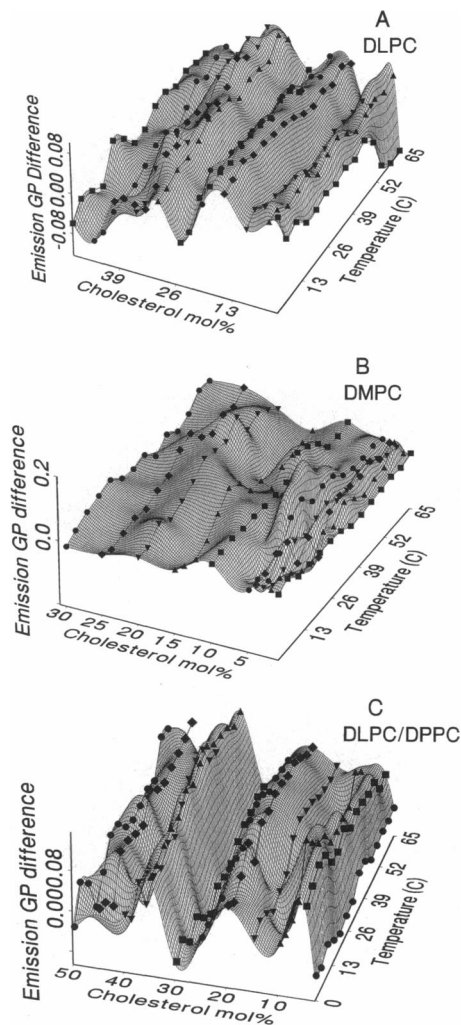 A
DLPC
Emission GP Difference
-0.08 0.00 0.08
39
26
13
Cholesterol mol%
13
26
39
52
65
Temperature (C)
B
DMPC
Emission GP difference
0.0
0.2
30
25
20
15
10
5
Cholesterol mol%
13
26
39
52
65
Temperature (C)
C
DLPC/DPPC
Emission GP difference
0.00 0.08
50
40
30
20
10
Cholesterol mol%
0
13
26
39
52
65
Temperature (C)